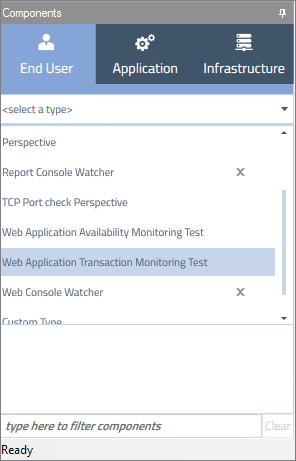 Components
End User
Application
Infrastructure
<select a type>
Perspective
Report Console Watcher
TCP Port check Perspective
Web Application Availability Monitoring Test
Web Application Transaction Monitoring Test
Web Console Watcher
Custom Type
type here to filter components
Clear
Ready